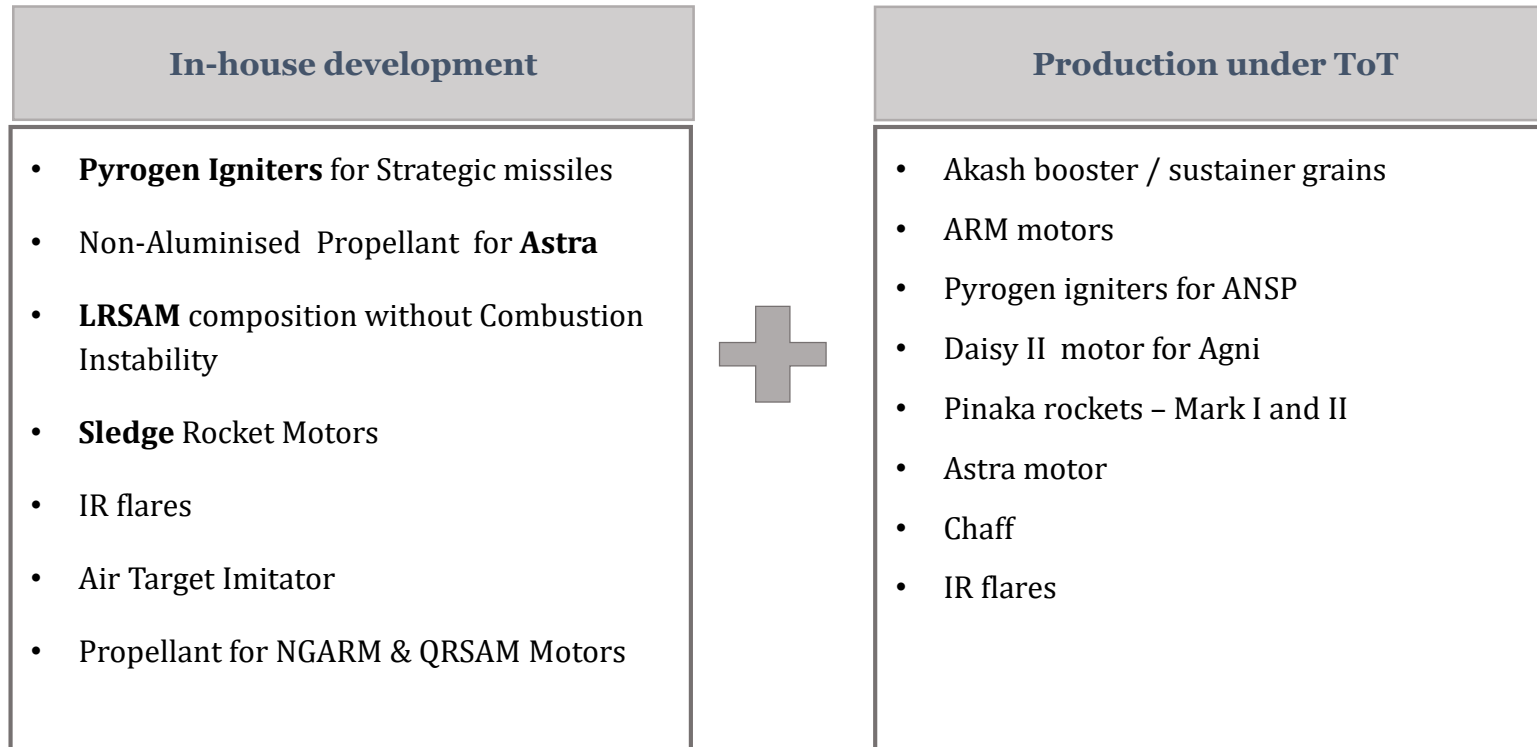 In-house development
• Pyrogen Igniters for Strategic missiles
• Non-Aluminised Propellant for Astra
• LRSAM composition without Combustion
Instability
• Sledge Rocket Motors
• IR flares
• Air Target Imitator
• Propellant for NGARM & QRSAM Motors
Production under ToT
• Akash booster / sustainer grains
• ARM motors
• Pyrogen igniters for ANSP
• Daisy II motor for Agni
• Pinaka rockets – Mark I and II
• Astra motor
• Chaff
• IR flares